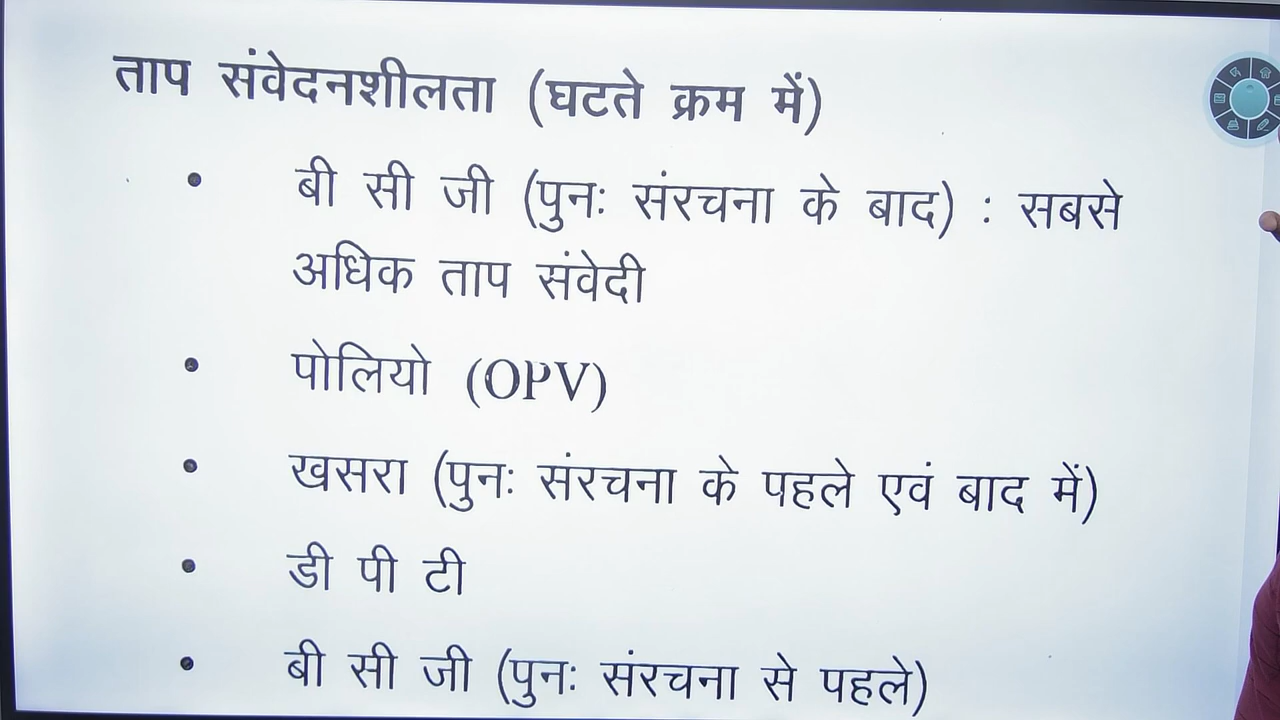 ताप संवेदनशीलता (घटते क्रम में)
• बी सी जी (पुनः संरचना के बाद) : सबसे
अधिक ताप संवेदी
• पोलियो (OPV)
• खसरा (पुनः संरचना के पहले एवं बाद में)
• डी पी टी
• बी सी जी (पुनः संरचना से पहले)